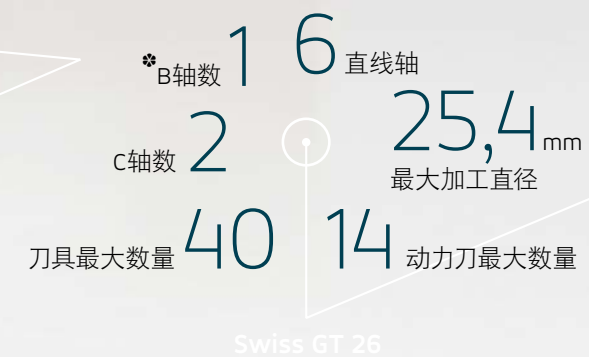 ✽B轴数 1
6 直线轴
C轴数 2
25,4 mm
最大加工直径
刀具最大数量 40
14 动力刀最大数量
Swiss GT 26